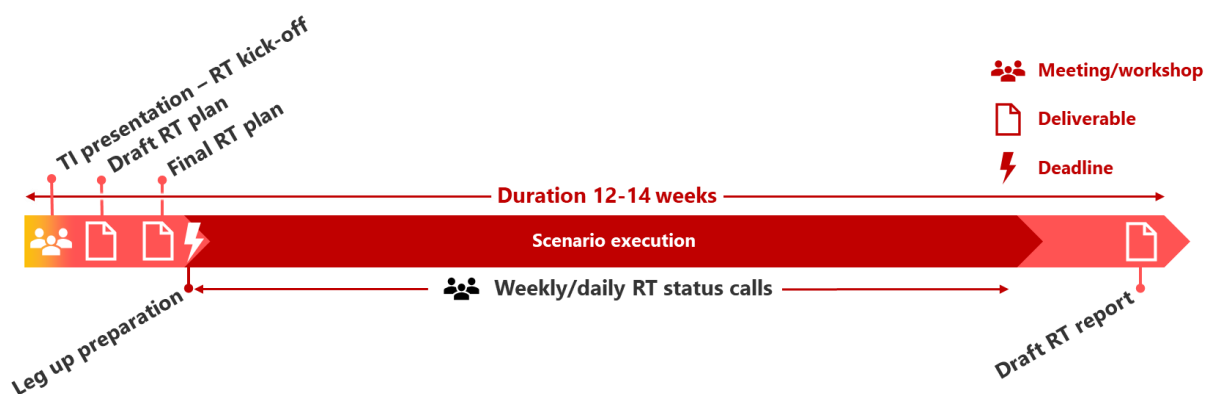 TI presentation – RT kick-off
Draft RT plan
Final RT plan
Meeting/workshop
Deliverable
Deadline
Duration 12-14 weeks
Scenario execution
Weekly/daily RT status calls
Leg up preparation
Draft RT report